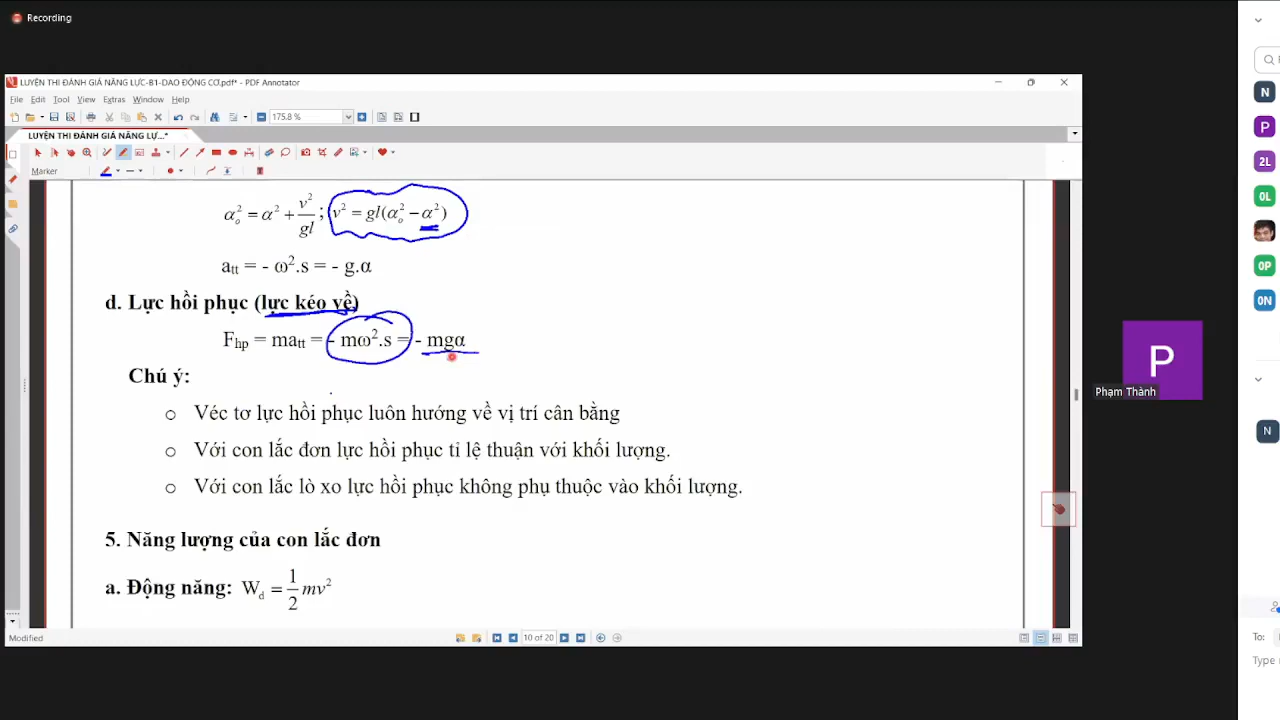 Recording
LUYỆN THI ĐÁNH GIÁ NĂNG LỰC-B1-DAO ĐỘNG CƠ.pdf* - PDF Annotator
File Edit Tool View Extras Window Help
175.8 %
LUYỆN THI ĐÁNH GIÁ NĂNG LỰ...*
Marker
αₒ² = α² + v²/gl ; v² = gl(αₒ² − α²)
aₜₜ = - ω².s = - g.α
d. Lực hồi phục (lực kéo về)
Fₕₚ = maₜₜ = - mω².s = - mgα
Chú ý:
o Véc tơ lực hồi phục luôn hướng về vị trí cân bằng
o Với con lắc đơn lực hồi phục tỉ lệ thuận với khối lượng.
o Với con lắc lò xo lực hồi phục không phụ thuộc vào khối lượng.
5. Năng lượng của con lắc đơn
a. Động năng: W_d = 1/2 mv²
Modified
10 of 20
P
Phạm Thành
N
P
2L
0L
0P
0N
N
To:
Type